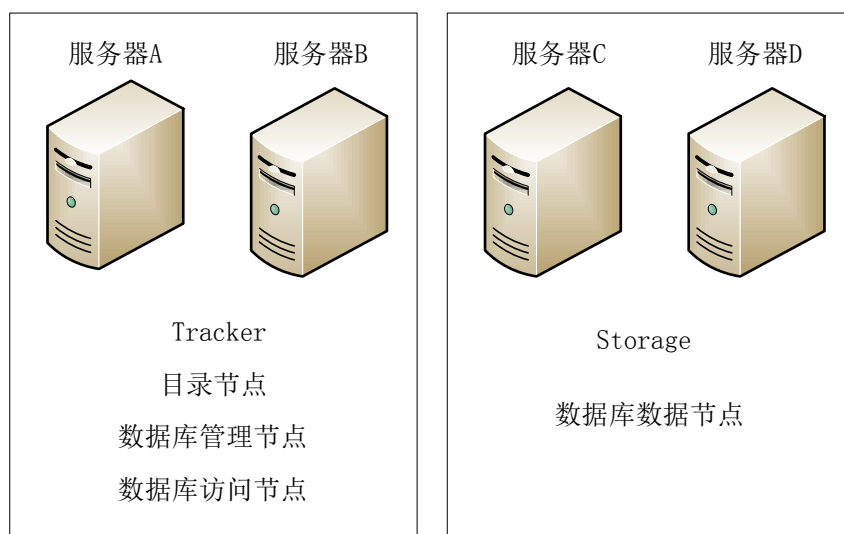 服务器A
服务器B
Tracker
目录节点
数据库管理节点
数据库访问节点
服务器C
服务器D
Storage
数据库数据节点